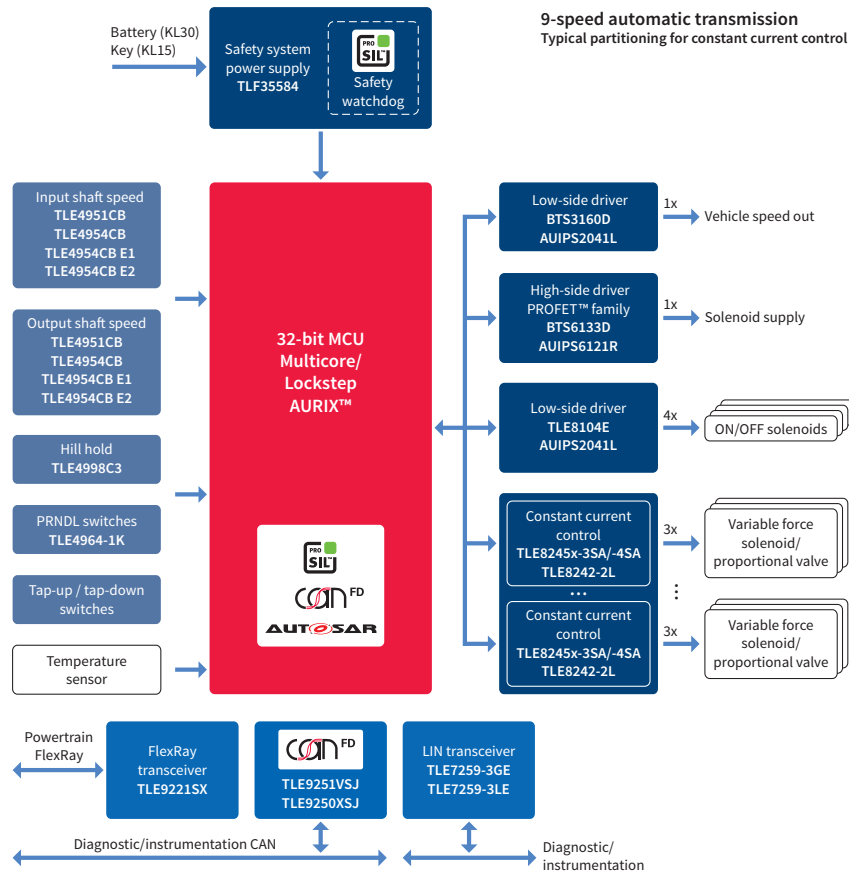 9-speed automatic transmission
Typical partitioning for constant current control
Battery (KL30)
Key (KL15)
Safety system
power supply
TLF35584
PRO
SIL™
Safety
watchdog
Input shaft speed
TLE4951CB
TLE4954CB
TLE4954CB E1
TLE4954CB E2
Output shaft speed
TLE4951CB
TLE4954CB
TLE4954CB E1
TLE4954CB E2
Hill hold
TLE4998C3
PRNDL switches
TLE4964-1K
Tap-up / tap-down
switches
Temperature
sensor
32-bit MCU
Multicore/
Lockstep
AURIX™
PRO
SIL™
CAN FD
AUTOSAR
Low-side driver
BTS3160D
AUIPS2041L
1x
Vehicle speed out
High-side driver
PROFET™ family
BTS6133D
AUIPS6121R
1x
Solenoid supply
Low-side driver
TLE8104E
AUIPS2041L
4x
ON/OFF solenoids
Constant current
control
TLE8245x-3SA/-4SA
TLE8242-2L
3x
Variable force
solenoid/
proportional valve
...
⋮
Constant current
control
TLE8245x-3SA/-4SA
TLE8242-2L
3x
Variable force
solenoid/
proportional valve
Powertrain
FlexRay
FlexRay
transceiver
TLE9221SX
CAN FD
TLE9251VSJ
TLE9250XSJ
LIN transceiver
TLE7259-3GE
TLE7259-3LE
Diagnostic/instrumentation CAN
Diagnostic/
instrumentation